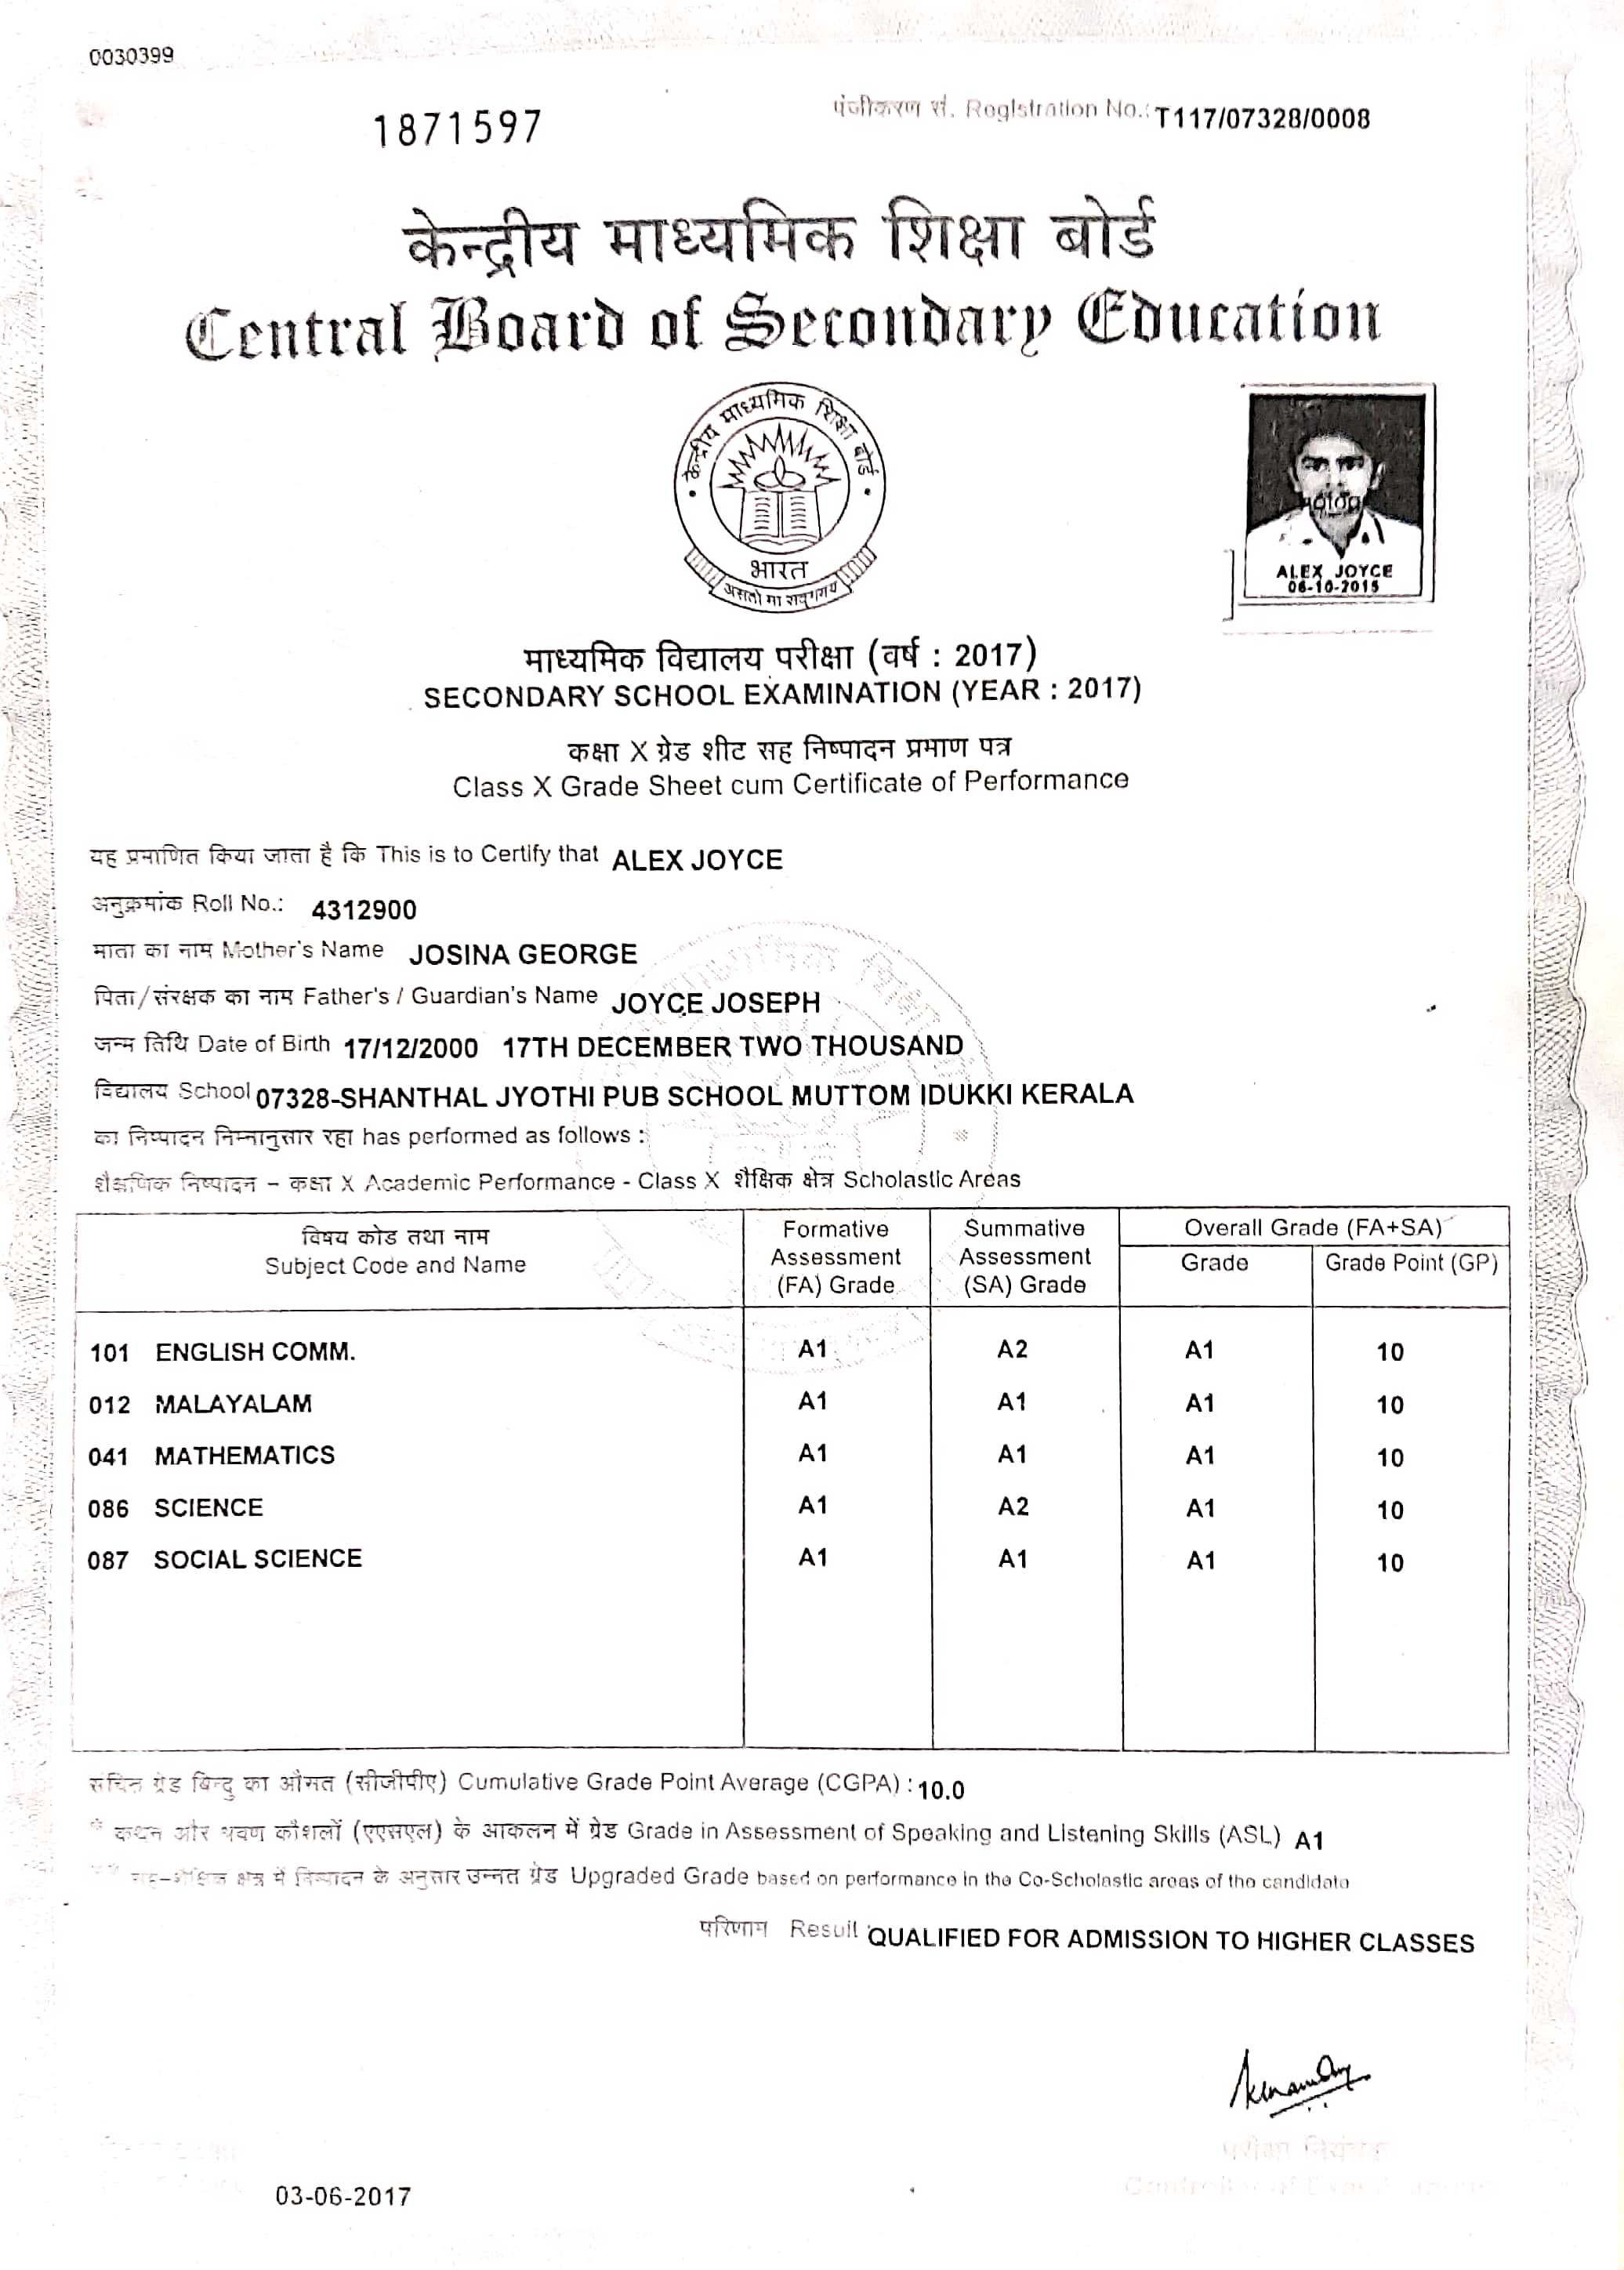 0030399
1871597
पंजीकरण सं. Registration No.: T117/07328/0008
केन्द्रीय माध्यमिक शिक्षा बोर्ड
Central Board of Secondary Education
केन्द्रीय माध्यमिक शिक्षा बोर्ड
भारत
असतो मा सद्गमय
ALEX JOYCE
06-10-2015
माध्यमिक विद्यालय परीक्षा (वर्ष : 2017)
SECONDARY SCHOOL EXAMINATION (YEAR : 2017)
कक्षा X ग्रेड शीट सह निष्पादन प्रमाण पत्र
Class X Grade Sheet cum Certificate of Performance
यह प्रमाणित किया जाता है कि This is to Certify that ALEX JOYCE
अनुक्रमांक Roll No.: 4312900
माता का नाम Mother's Name JOSINA GEORGE
पिता/संरक्षक का नाम Father's / Guardian's Name JOYCE JOSEPH
जन्म तिथि Date of Birth 17/12/2000 17TH DECEMBER TWO THOUSAND
विद्यालय School 07328-SHANTHAL JYOTHI PUB SCHOOL MUTTOM IDUKKI KERALA
का निष्पादन निम्नानुसार रहा has performed as follows :
शैक्षणिक निष्पादन – कक्षा X Academic Performance - Class X शैक्षिक क्षेत्र Scholastic Areas
विषय कोड तथा नाम
Subject Code and Name
Formative
Assessment
(FA) Grade
Summative
Assessment
(SA) Grade
Overall Grade (FA+SA)
Grade Grade Point (GP)
101 ENGLISH COMM. A1 A2 A1 10
012 MALAYALAM A1 A1 A1 10
041 MATHEMATICS A1 A1 A1 10
086 SCIENCE A1 A2 A1 10
087 SOCIAL SCIENCE A1 A1 A1 10
संचित ग्रेड बिन्दु का औसत (सीजीपीए) Cumulative Grade Point Average (CGPA) : 10.0
* कथन और श्रवण कौशलों (एएसएल) के आकलन में ग्रेड Grade in Assessment of Speaking and Listening Skills (ASL) A1
** सह–शैक्षिक क्षेत्र में निष्पादन के अनुसार उन्नत ग्रेड Upgraded Grade based on performance in the Co-Scholastic areas of the candidate
परिणाम Result QUALIFIED FOR ADMISSION TO HIGHER CLASSES
परीक्षा नियंत्रक
Controller of Examinations
03-06-2017